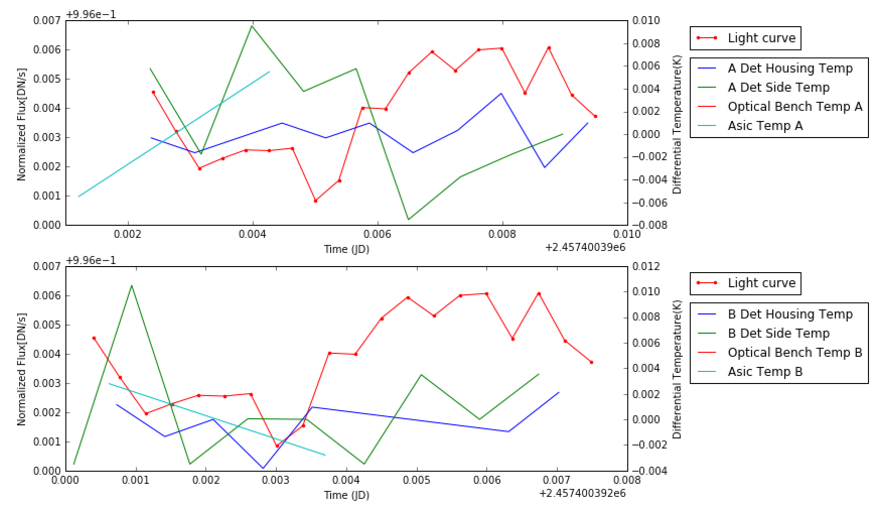 +9.96e−1
0.007
0.006
0.005
0.004
0.003
0.002
0.001
0.000
Normalized Flux[DN/s]
0.002
0.004
0.006
0.008
0.010
Time (JD)
+2.45740039e6
0.010
0.008
0.006
0.004
0.002
0.000
−0.002
−0.004
−0.006
−0.008
Differential Temperature(K)
Light curve
A Det Housing Temp
A Det Side Temp
Optical Bench Temp A
Asic Temp A
+9.96e−1
0.007
0.006
0.005
0.004
0.003
0.002
0.001
0.000
Normalized Flux[DN/s]
0.000
0.001
0.002
0.003
0.004
0.005
0.006
0.007
0.008
Time (JD)
+2.457400392e6
0.012
0.010
0.008
0.006
0.004
0.002
0.000
−0.002
−0.004
Differential Temperature(K)
Light curve
B Det Housing Temp
B Det Side Temp
Optical Bench Temp B
Asic Temp B